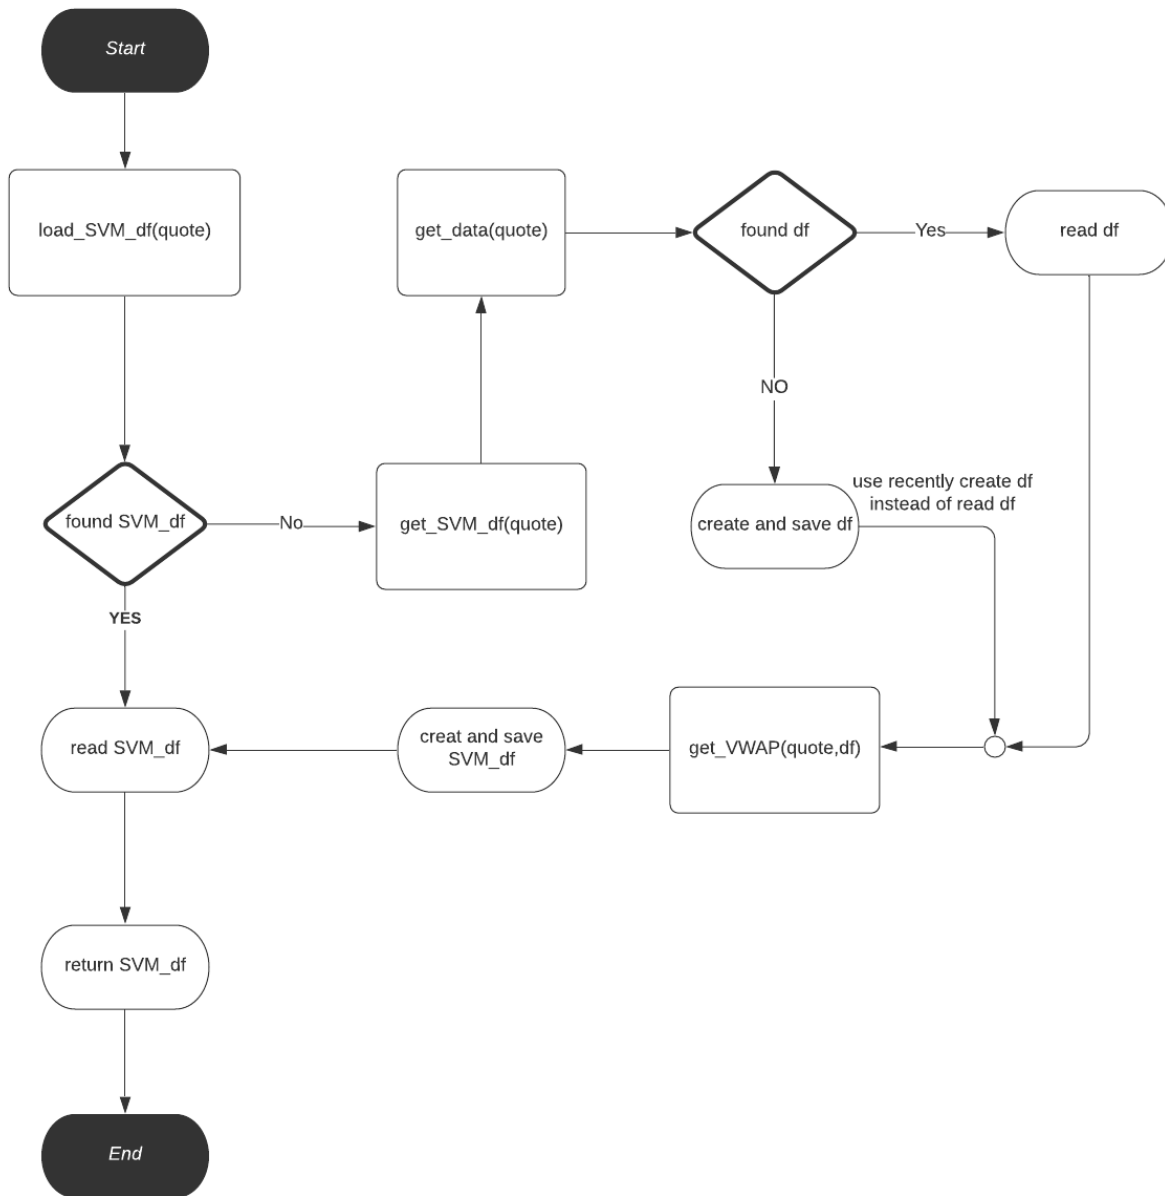 Start
load_SVM_df(quote)
get_data(quote)
found df
Yes
read df
NO
found SVM_df
No
get_SVM_df(quote)
use recently create df
instead of read df
create and save df
YES
read SVM_df
creat and save
SVM_df
get_VWAP(quote,df)
return SVM_df
End